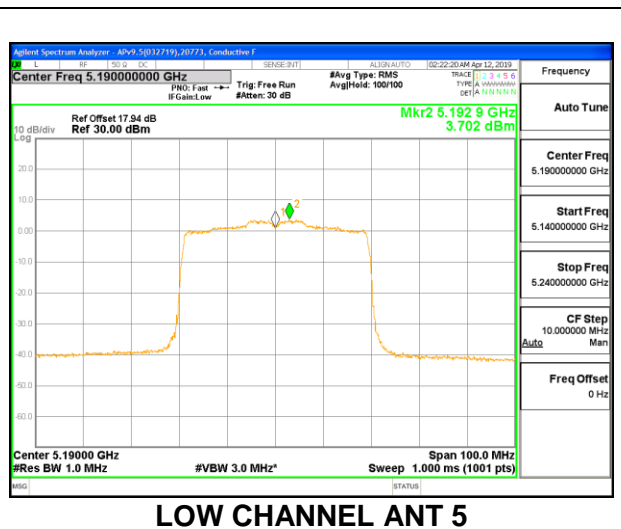 Agilent Spectrum Analyzer - APv9.5(032719),20773, Conductive F
L RF 50 Ω DC SENSE:INT ALIGN AUTO 02:22:20 AM Apr 12, 2019
Center Freq 5.190000000 GHz #Avg Type: RMS TRACE 1 2 3 4 5 6 Frequency
PNO: Fast Trig: Free Run Avg|Hold: 100/100 TYPE A WWWWW
IFGain:Low #Atten: 30 dB DET A N N N N N
Auto Tune
Mkr2 5.192 9 GHz
Ref Offset 17.94 dB
10 dB/div Ref 30.00 dBm 3.702 dBm
Log
Center Freq
5.190000000 GHz
20.0
10.0
1 2
Start Freq
5.140000000 GHz
0.00
-10.0
Stop Freq
5.240000000 GHz
-20.0
-30.0
CF Step
10.000000 MHz
Auto Man
-40.0
Freq Offset
0 Hz
-50.0
-60.0
Center 5.19000 GHz Span 100.0 MHz
#Res BW 1.0 MHz #VBW 3.0 MHz* Sweep 1.000 ms (1001 pts)
MSG STATUS
LOW CHANNEL ANT 5